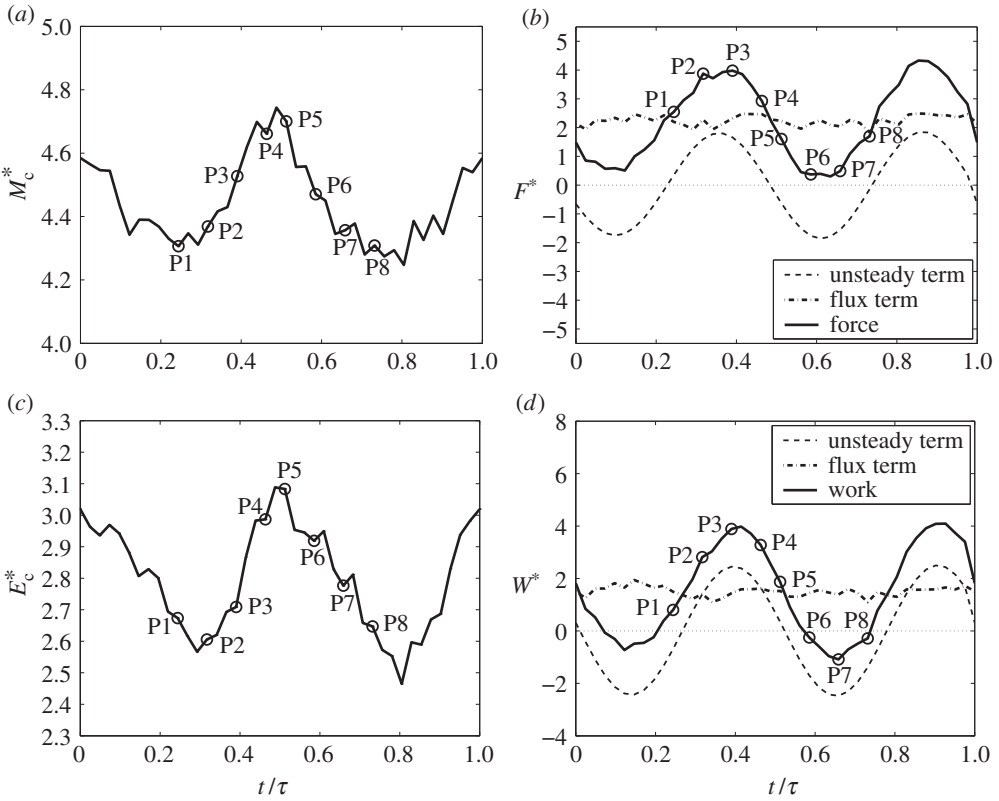 (a)
5.0
4.8
4.6
4.4
4.2
4.0
M*c
P1
P2
P3
P4
P5
P6
P7
P8
0 0.2 0.4 0.6 0.8 1.0
(b)
5
4
3
2
1
0
−1
−2
−3
−4
−5
F*
P1
P2
P3
P4
P5
P6
P7
P8
unsteady term
flux term
force
0 0.2 0.4 0.6 0.8 1.0
(c)
3.3
3.2
3.1
3.0
2.9
2.8
2.7
2.6
2.5
2.4
2.3
E*c
P1
P2
P3
P4
P5
P6
P7
P8
0 0.2 0.4 0.6 0.8 1.0
t/τ
(d)
8
6
4
2
0
−2
−4
W*
unsteady term
flux term
work
P1
P2
P3
P4
P5
P6
P7
P8
0 0.2 0.4 0.6 0.8 1.0
t/τ